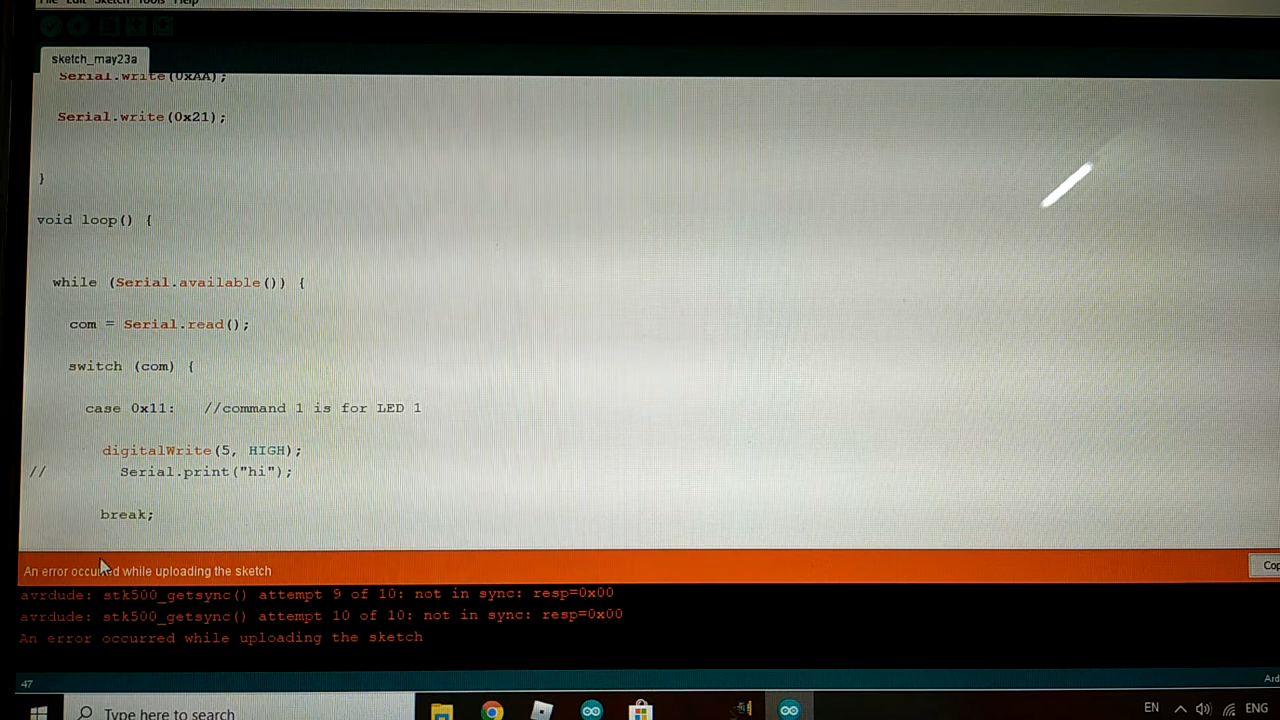 File Edit Sketch Tools Help
sketch_may23a
Serial.write(0xAA);
Serial.write(0x21);
}
void loop() {
while (Serial.available()) {
com = Serial.read();
switch (com) {
case 0x11: //command 1 is for LED 1
digitalWrite(5, HIGH);
// Serial.print("hi");
break;
An error occurred while uploading the sketch
avrdude: stk500_getsync() attempt 9 of 10: not in sync: resp=0x00
avrdude: stk500_getsync() attempt 10 of 10: not in sync: resp=0x00
An error occurred while uploading the sketch
47
Type here to search
EN
ENG